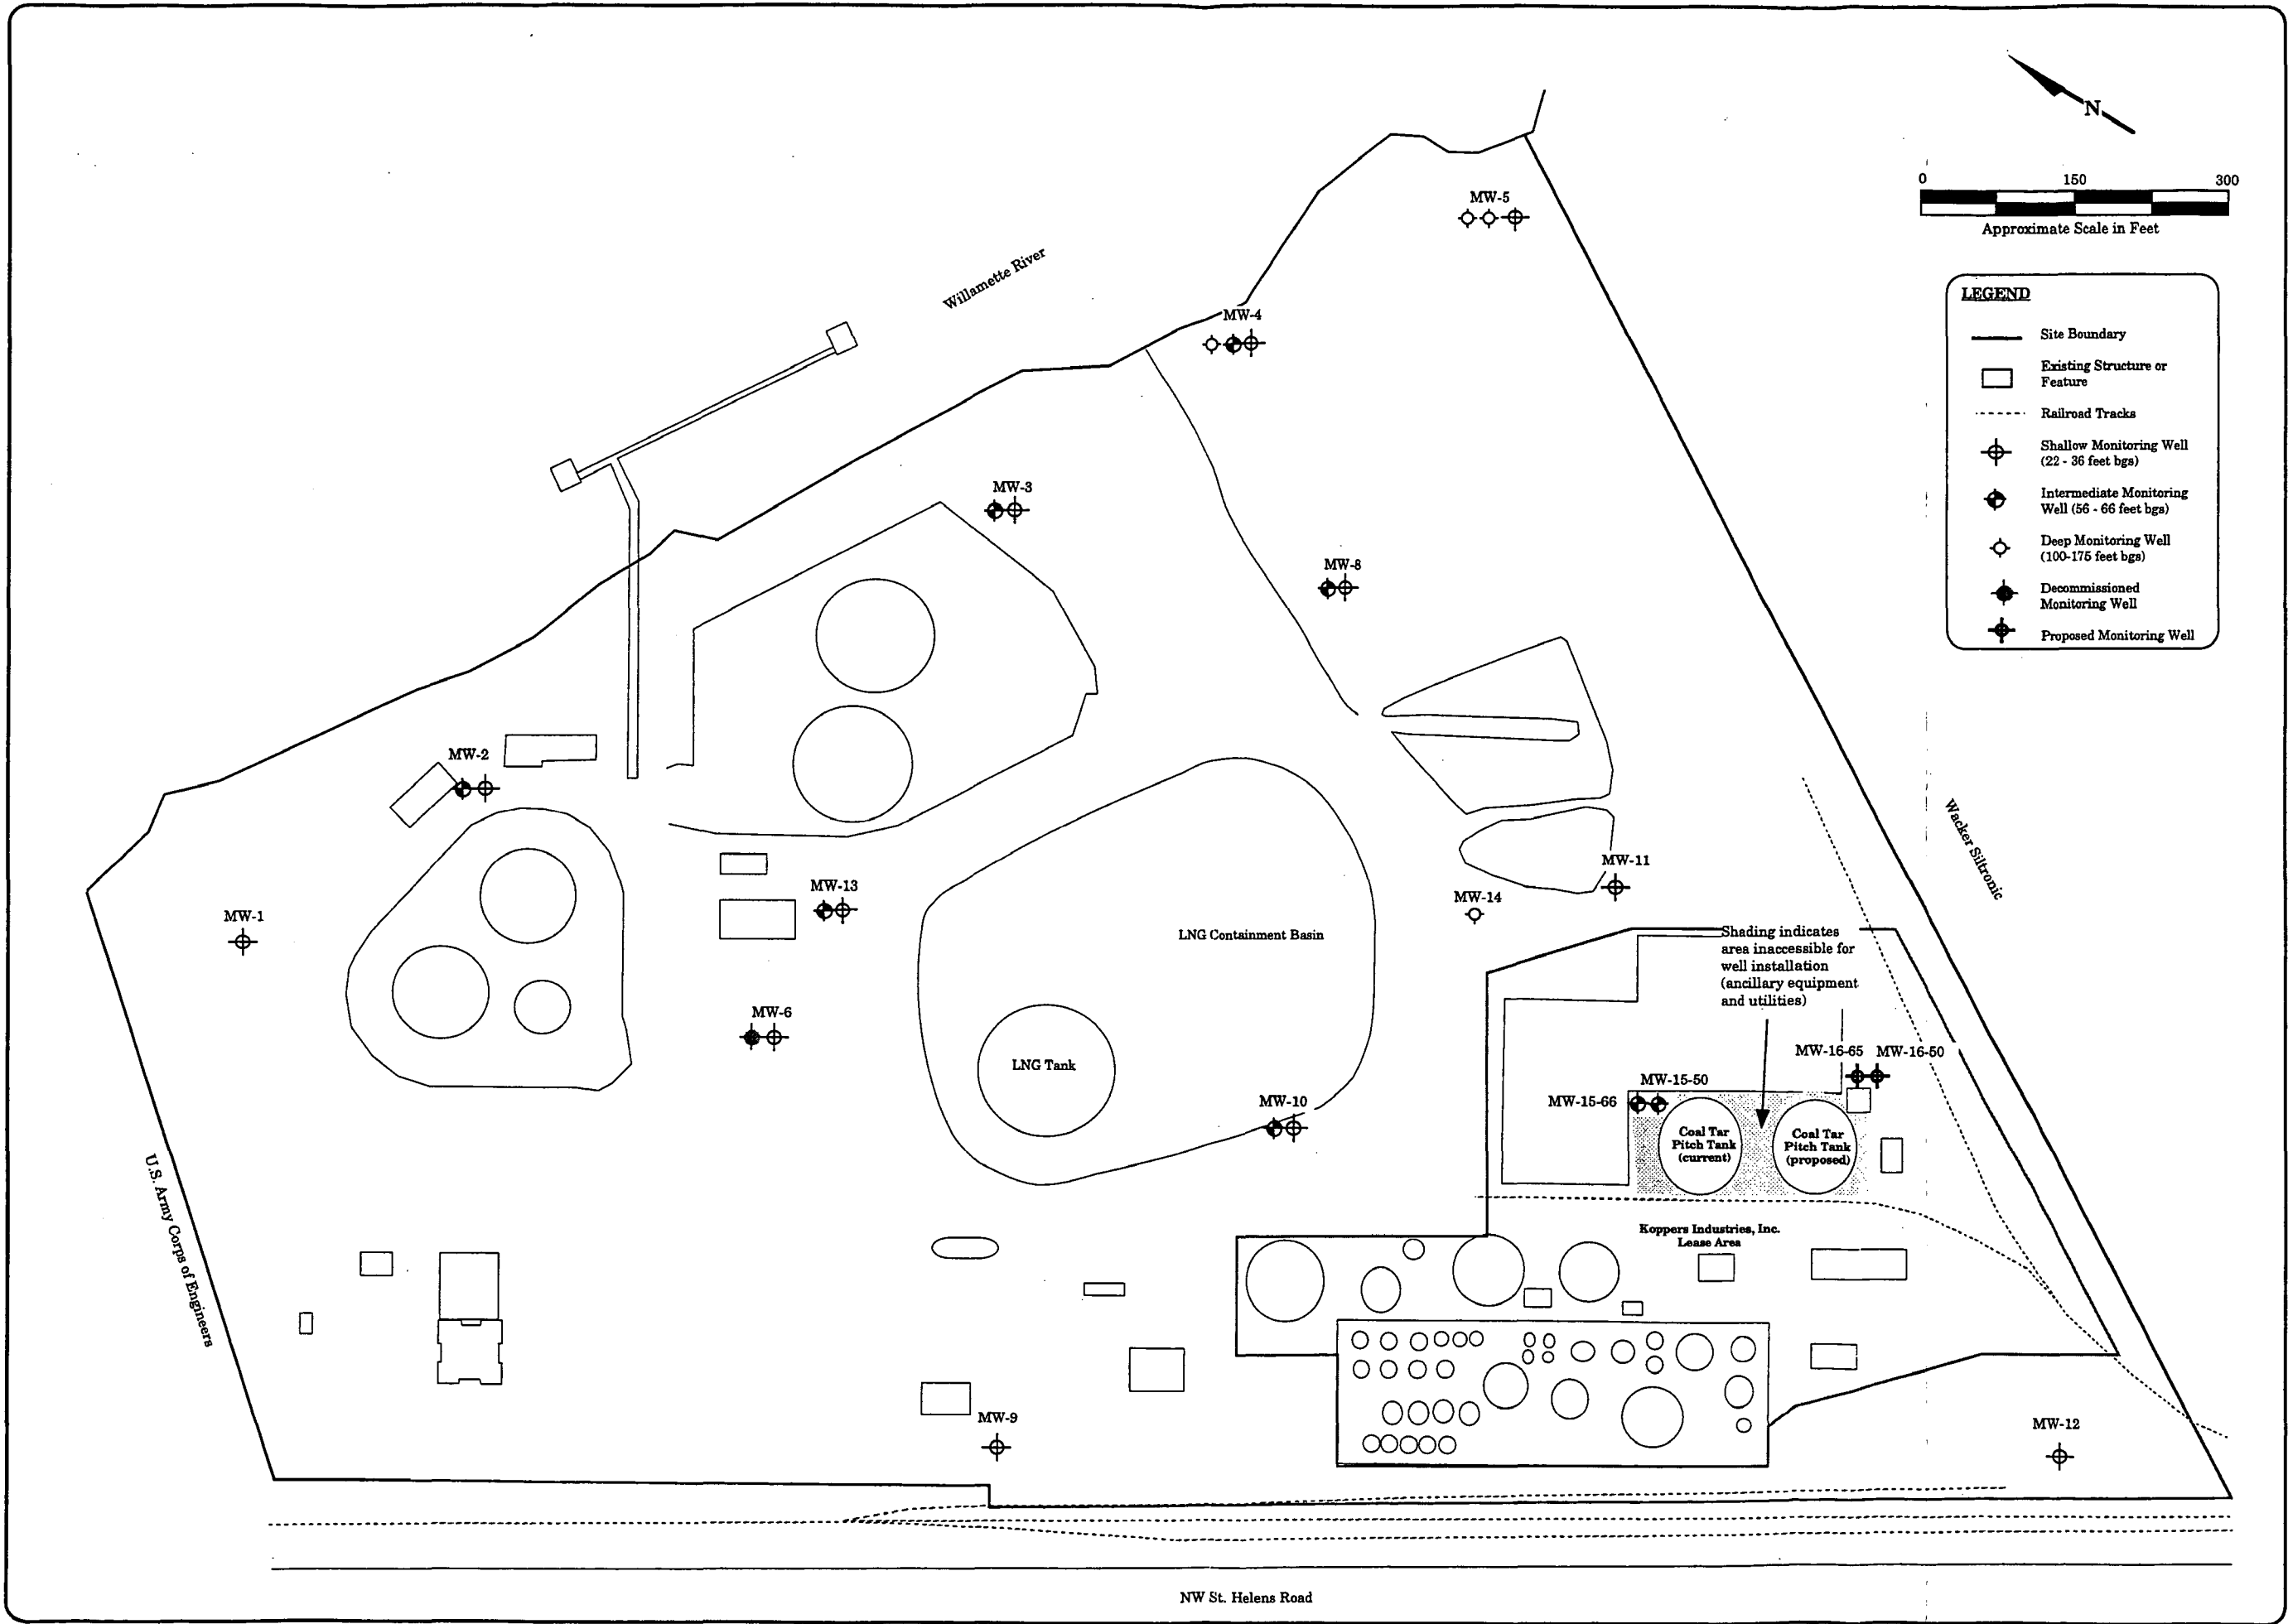 N
0 150 300
Approximate Scale in Feet
LEGEND
Site Boundary
Existing Structure or
Feature
Railroad Tracks
Shallow Monitoring Well
(22 - 36 feet bgs)
Intermediate Monitoring
Well (56 - 66 feet bgs)
Deep Monitoring Well
(100-175 feet bgs)
Decommissioned
Monitoring Well
Proposed Monitoring Well
MW-5
Willamette River
MW-4
MW-3
MW-8
MW-2
MW-13
MW-1
MW-11
MW-14
Wacker Siltronic
LNG Containment Basin
Shading indicates
area inaccessible for
well installation
(ancillary equipment
and utilities)
MW-6
LNG Tank
MW-16-65 MW-16-50
MW-15-50
MW-15-66
MW-10
Coal Tar
Pitch Tank
(current)
Coal Tar
Pitch Tank
(proposed)
U.S. Army Corps of Engineers
Koppers Industries, Inc.
Lease Area
MW-9
MW-12
NW St. Helens Road